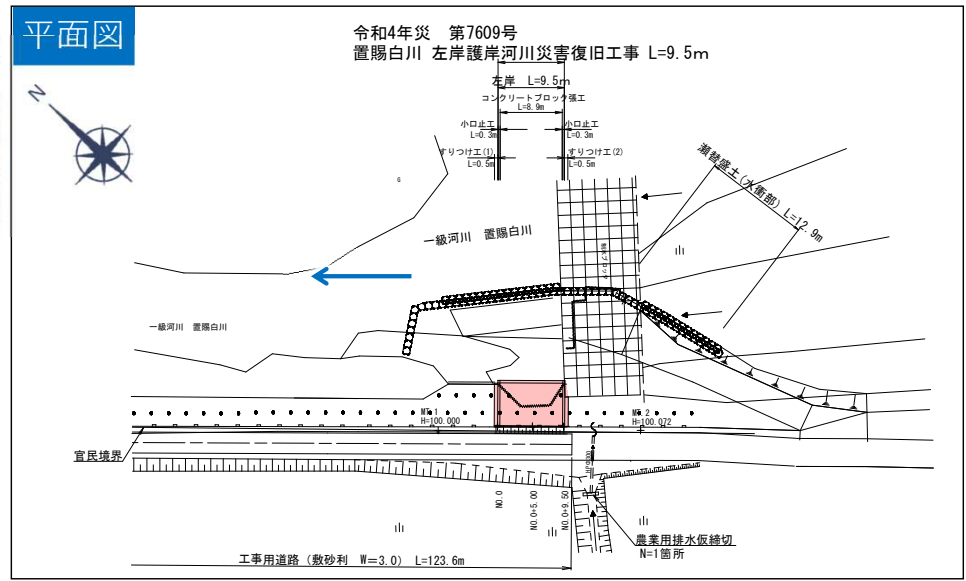 平面図
令和4年災 第7609号
置賜白川 左岸護岸河川災害復旧工事 L=9.5m
左岸 L=9.5m
コンクリートブロック張工
L=8.9m
小口止工
L=0.3m
小口止工
L=0.3m
すりつけ工(1)
L=0.5m
すりつけ工(2)
L=0.5m
N
瀬替盛土(水衝部) L=12.9m
G
一級河川 置賜白川
一級河川 置賜白川
MT.1
H=100.000
MT.2
H=100.072
官民境界
NO.0
NO.0+5.00
NO.0+9.50
農業用排水仮締切
N=1箇所
工事用道路(敷砂利 W=3.0) L=123.6m